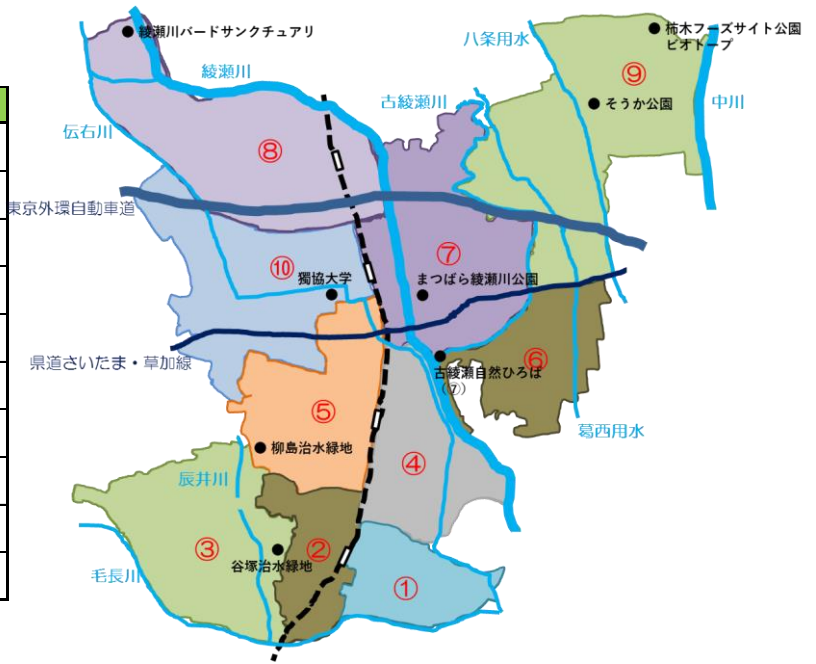 綾瀬川バードサンクチュアリ
八条用水
柿木フーズサイト公園
ビオトープ
綾瀬川
⑨
古綾瀬川
そうか公園
中川
伝右川
⑧
東京外環自動車道
⑦
⑩
獨協大学
まつばら綾瀬川公園
県道さいたま・草加線
⑥
古綾瀬自然ひろば
(⑦)
⑤
葛西用水
柳島治水緑地
④
辰井川
③
②
谷塚治水緑地
毛長川
①